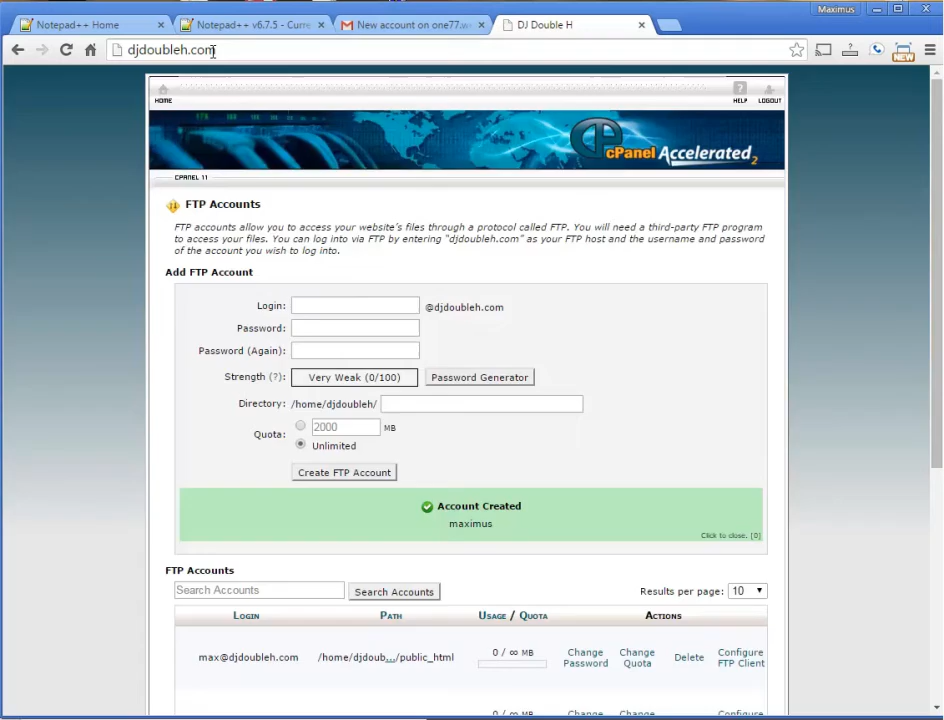 Maximus
Notepad++ Home
Notepad++ v6.7.5 - Curre
New account on one77.w
DJ Double H
djdoubleh.com
NEW
HOME
HELP
LOGOUT
cPanel Accelerated2
CPANEL 11
FTP Accounts
FTP accounts allow you to access your website's files through a protocol called FTP. You will need a third-party FTP program
to access your files. You can log into via FTP by entering "djdoubleh.com" as your FTP host and the username and password
of the account you wish to log into.
Add FTP Account
Login:
@djdoubleh.com
Password:
Password (Again):
Strength (?):
Very Weak (0/100)
Password Generator
Directory:
/home/djdoubleh/
Quota:
2000
MB
Unlimited
Create FTP Account
Account Created
maximus
Click to close. [0]
FTP Accounts
Search Accounts
Search Accounts
Results per page:
10
LOGIN
PATH
USAGE / QUOTA
ACTIONS
max@djdoubleh.com
/home/djdoub.../public_html
0 / ∞ MB
Change Password
Change Quota
Delete
Configure FTP Client
0 / ∞ MB
Change
Change
Configure